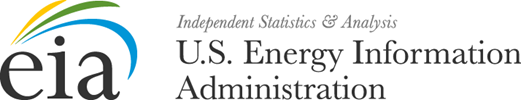 eia
Independent Statistics & Analysis
U.S. Energy Information
Administration